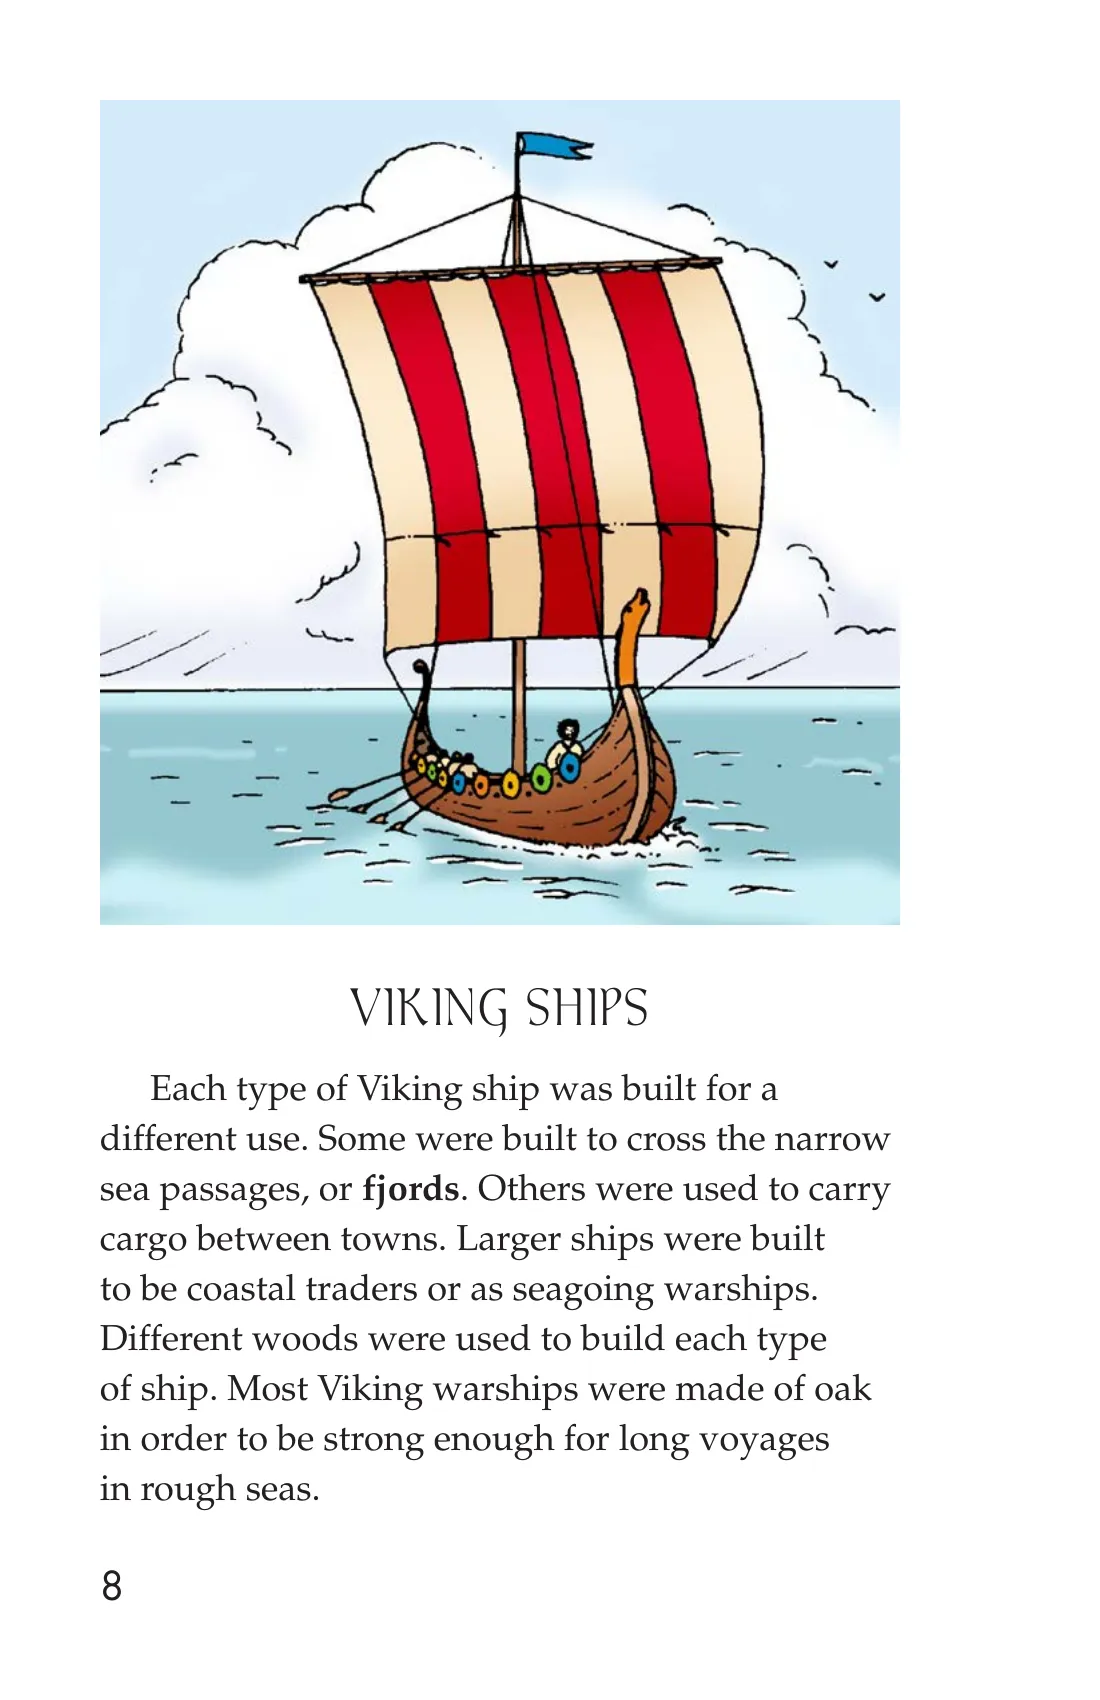 VIKING SHIPS
Each type of Viking ship was built for a
different use. Some were built to cross the narrow
sea passages, or fjords. Others were used to carry
cargo between towns. Larger ships were built
to be coastal traders or as seagoing warships.
Different woods were used to build each type
of ship. Most Viking warships were made of oak
in order to be strong enough for long voyages
in rough seas.
8